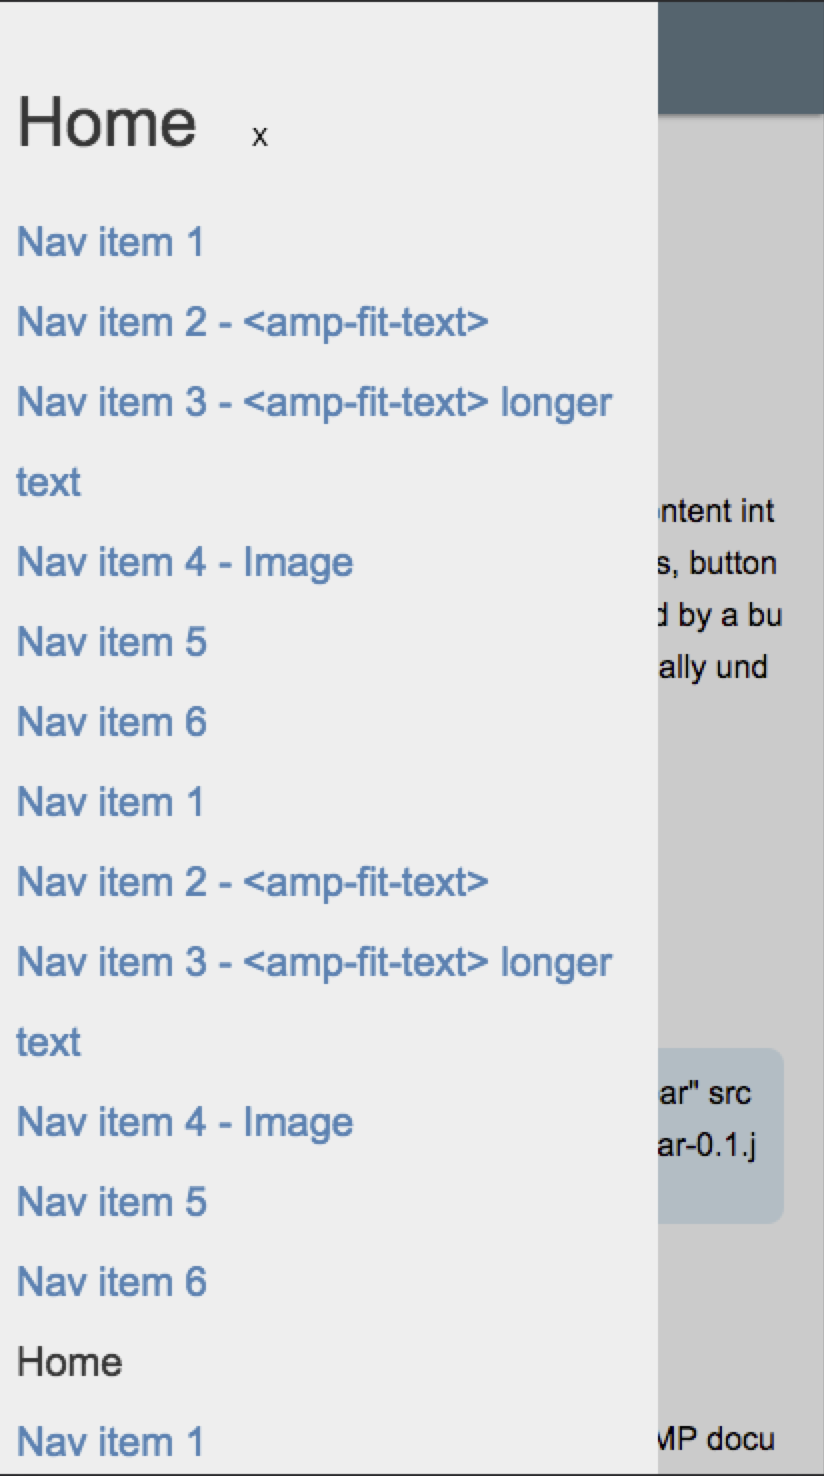 Home x
Nav item 1
Nav item 2 - <amp-fit-text>
Nav item 3 - <amp-fit-text> longer
text
ntent int
Nav item 4 - Image
s, button
d by a bu
Nav item 5
ally und
Nav item 6
Nav item 1
Nav item 2 - <amp-fit-text>
Nav item 3 - <amp-fit-text> longer
text
ar" src
Nav item 4 - Image
ar-0.1.j
Nav item 5
Nav item 6
Home
Nav item 1
MP docu